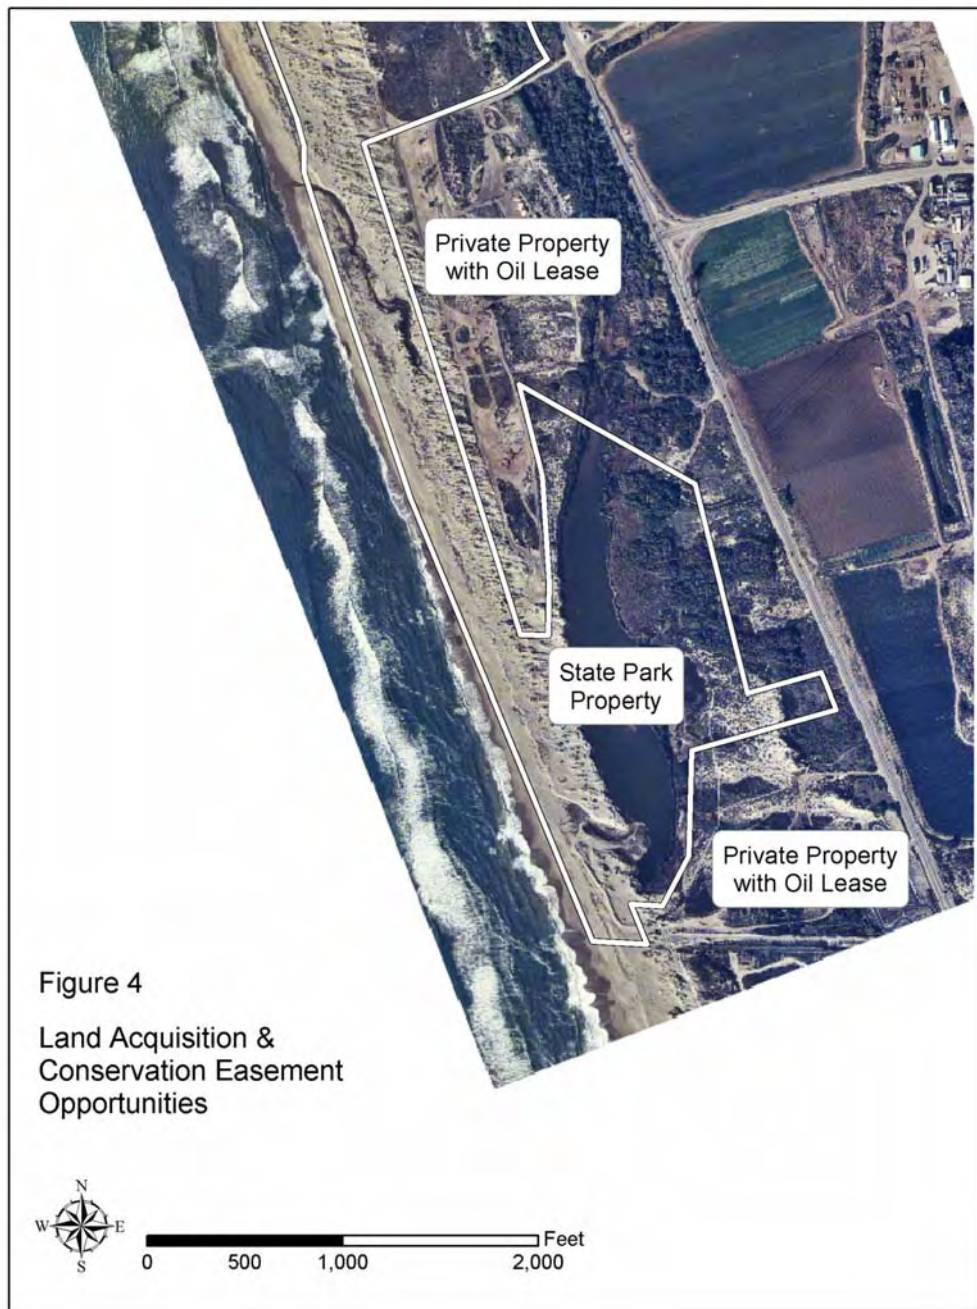 Private Property
with Oil Lease
State Park
Property
Private Property
with Oil Lease
Figure 4
Land Acquisition &
Conservation Easement
Opportunities
N
W E
S
Feet
0 500 1,000 2,000